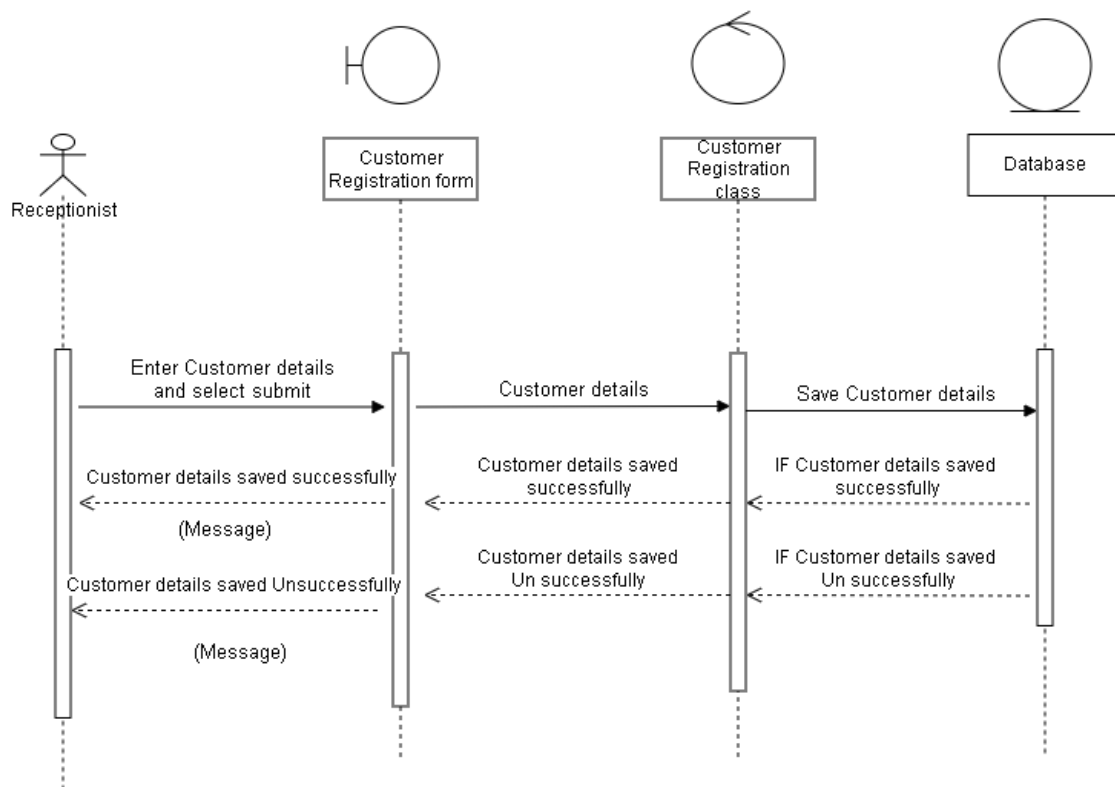 Receptionist
Customer
Registration form
Customer
Registration
class
Database
Enter Customer details
and select submit
Customer details
Save Customer details
Customer details saved successfully
(Message)
Customer details saved
successfully
IF Customer details saved
successfully
Customer details saved Unsuccessfully
(Message)
Customer details saved
Un successfully
IF Customer details saved
Un successfully